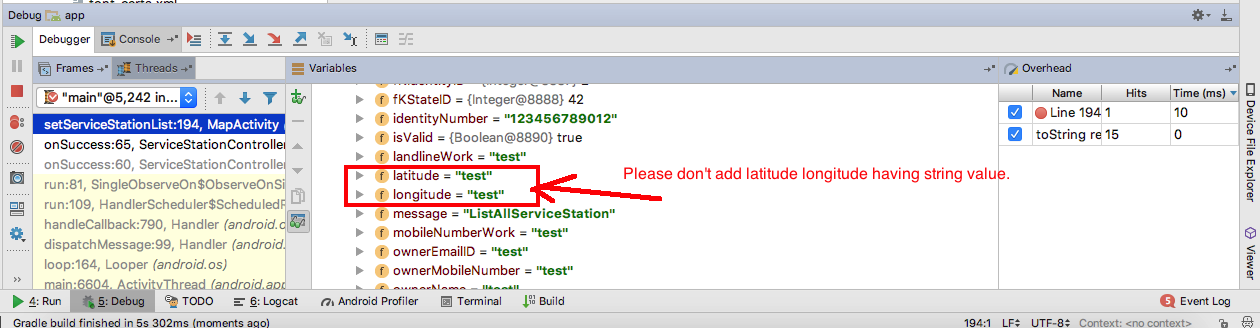 Debug app
Debugger Console
Frames Threads Variables Overhead
"main"@5,242 in...
setServiceStationList:194, MapActivity
onSuccess:65, ServiceStationController
onSuccess:60, ServiceStationController
run:81, SingleObserveOn$ObserveOnSi
run:109, HandlerScheduler$ScheduledR
handleCallback:790, Handler (android.o
dispatchMessage:99, Handler (android.
loop:164, Looper (android.os)
main:6604, ActivityThread (android.app
fKStateID = {Integer@8888} 42
identityNumber = "123456789012"
isValid = {Boolean@8890} true
landlineWork = "test"
latitude = "test"
longitude = "test"
message = "ListAllServiceStation"
mobileNumberWork = "test"
ownerEmailID = "test"
ownerMobileNumber = "test"
Please don't add latitude longitude having string value.
Name Hits Time (ms)
Line 194 1 10
toString re 15 0
Device File Explorer
Viewer
4: Run 5: Debug TODO 6: Logcat Android Profiler Terminal Build 5 Event Log
Gradle build finished in 5s 302ms (moments ago) 194:1 LF UTF-8 Context: <no context>